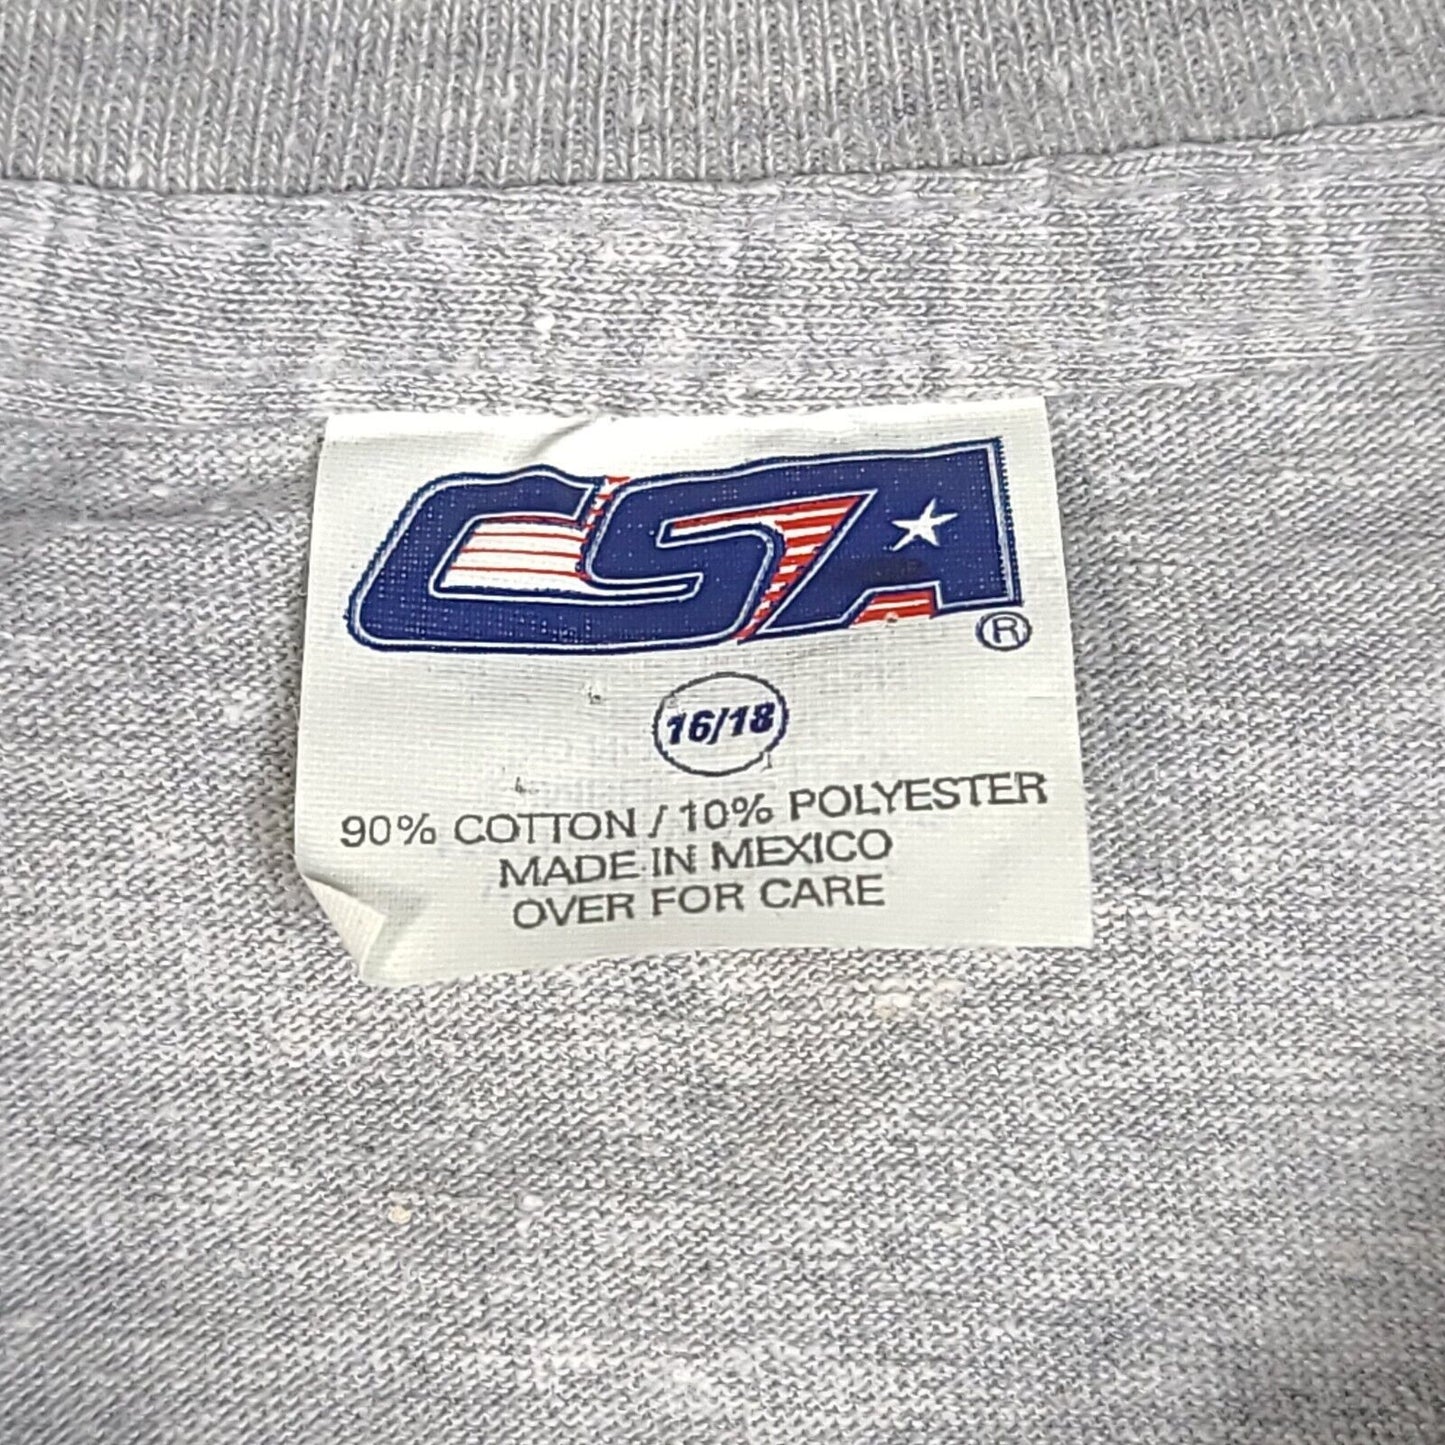 CSA
®
16/18
90% COTTON / 10% POLYESTER
MADE IN MEXICO
OVER FOR CARE